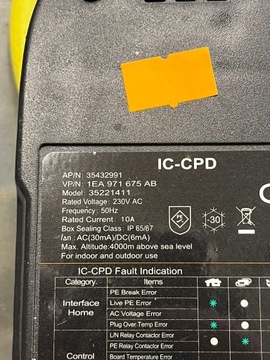 IC-CPD
AP/N: 35432991
VP/N: 1EA 971 675 AB
Model: 35221411
Rated Voltage: 230V AC
Frequency: 50Hz
Rated Current: 10A
Box Sealing Class: IP 65/67
I∆n : AC(30mA)/DC(6mA)
Max. Altitude:4000m above sea level
For indoor and outdoor use
-30
IC-CPD Fault Indication
Category Items
Interface Home
PE Break Error
Live PE Error
AC Voltage Error
Plug Over Temp Error
L/N Relay Contactor Error
PE Relay Contactor Error
Control Board Temperature Error